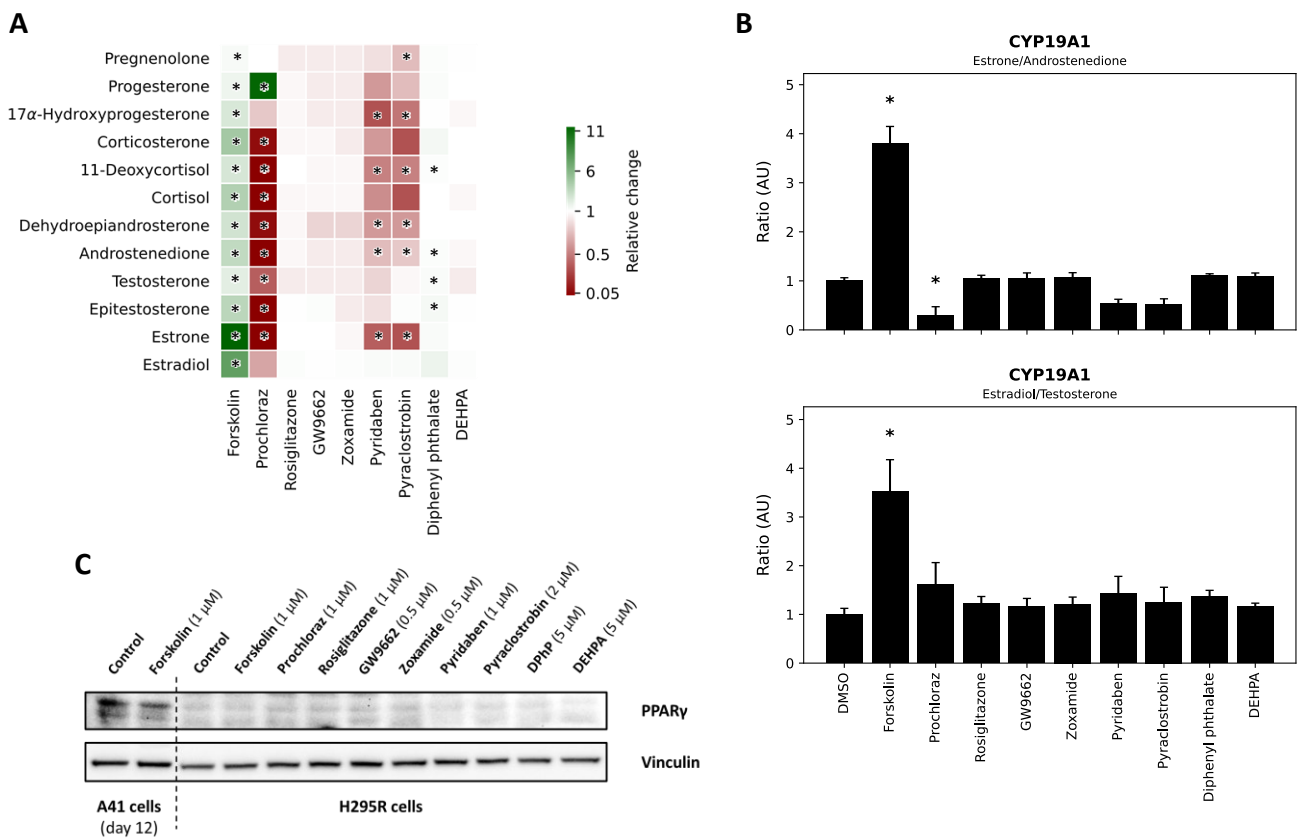 A
Pregnenolone
Progesterone
17α-Hydroxyprogesterone
Corticosterone
11-Deoxycortisol
Cortisol
Dehydroepiandrosterone
Androstenedione
Testosterone
Epitestosterone
Estrone
Estradiol
* *
* *
* * *
* *
* * * * *
* *
* * * *
* * * * *
* * *
* * *
* * * *
*
Forskolin
Prochloraz
Rosiglitazone
GW9662
Zoxamide
Pyridaben
Pyraclostrobin
Diphenyl phthalate
DEHPA
11
6
1
0.5
0.05
Relative change
B
CYP19A1
Estrone/Androstenedione
Ratio (AU)
5
4
3
2
1
0
*
*
CYP19A1
Estradiol/Testosterone
Ratio (AU)
5
4
3
2
1
0
*
DMSO
Forskolin
Prochloraz
Rosiglitazone
GW9662
Zoxamide
Pyridaben
Pyraclostrobin
Diphenyl phthalate
DEHPA
C
Control
Forskolin (1 μM)
Control
Forskolin (1 μM)
Prochloraz (1 μM)
Rosiglitazone (1 μM)
GW9662 (0.5 μM)
Zoxamide (0.5 μM)
Pyridaben (1 μM)
Pyraclostrobin (2 μM)
DPhP (5 μM)
DEHPA (5 μM)
PPARγ
Vinculin
A41 cells
(day 12)
H295R cells